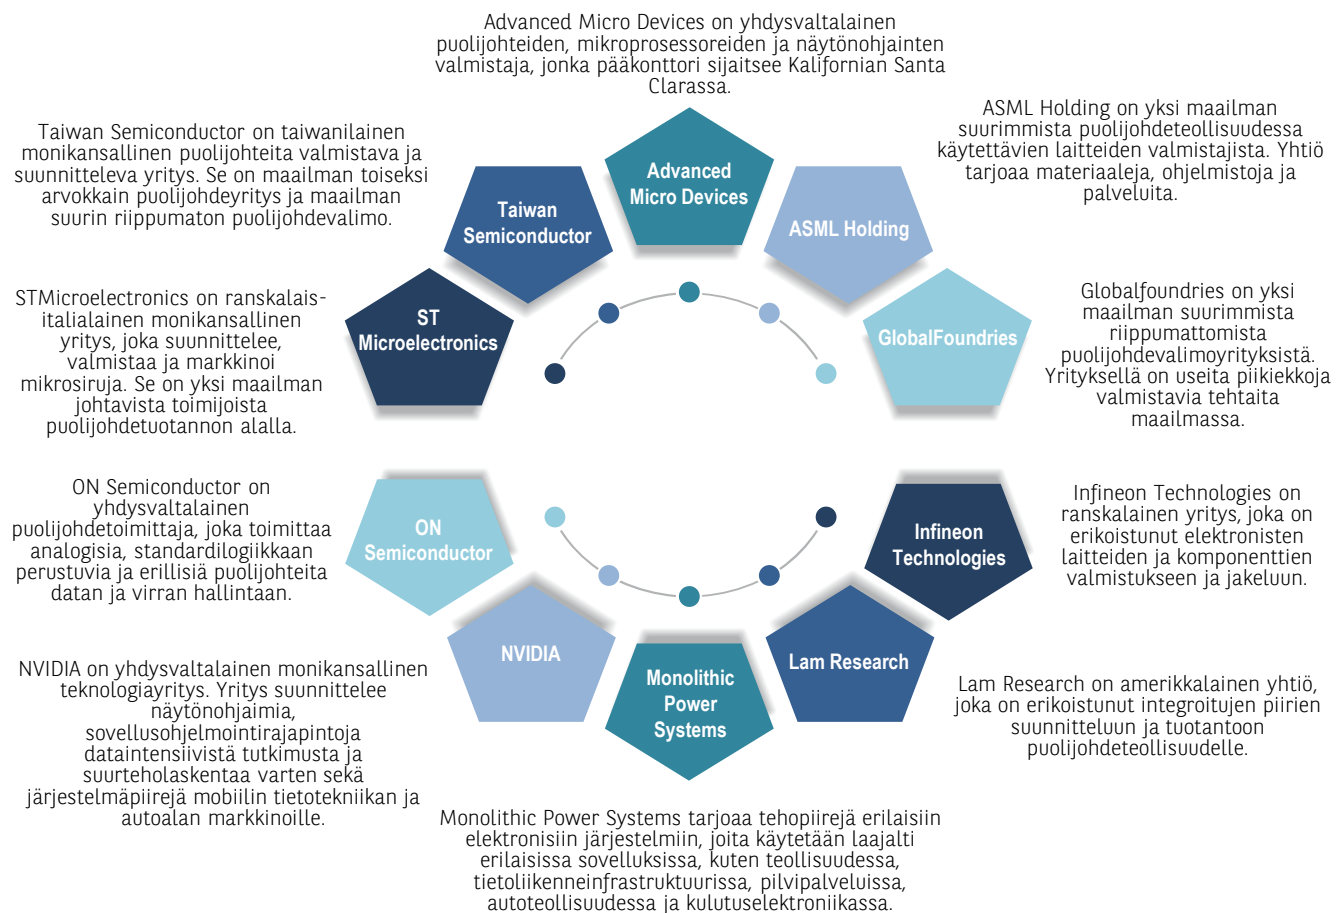 Advanced Micro Devices on yhdysvaltalainen
puolijohteiden, mikroprosessoreiden ja näytönohjainten
valmistaja, jonka pääkonttori sijaitsee Kalifornian Santa
Clarassa.
Advanced
Micro Devices
ASML Holding on yksi maailman
suurimmista puolijohdeteollisuudessa
käytettävien laitteiden valmistajista. Yhtiö
tarjoaa materiaaleja, ohjelmistoja ja
palveluita.
ASML Holding
Globalfoundries on yksi
maailman suurimmista
riippumattomista
puolijohdevalimoyrityksistä.
Yrityksellä on useita piikiekkoja
valmistavia tehtaita
maailmassa.
GlobalFoundries
Infineon Technologies on
ranskalainen yritys, joka on
erikoistunut elektronisten
laitteiden ja komponenttien
valmistukseen ja jakeluun.
Infineon
Technologies
Lam Research on amerikkalainen yhtiö,
joka on erikoistunut integroitujen piirien
suunnitteluun ja tuotantoon
puolijohdeteollisuudelle.
Lam Research
Monolithic
Power
Systems
Monolithic Power Systems tarjoaa tehopiirejä erilaisiin
elektronisiin järjestelmiin, joita käytetään laajalti
erilaisissa sovelluksissa, kuten teollisuudessa,
tietoliikenneinfrastruktuurissa, pilvipalveluissa,
autoteollisuudessa ja kulutuselektroniikassa.
NVIDIA
NVIDIA on yhdysvaltalainen monikansallinen
teknologiayritys. Yritys suunnittelee
näytönohjaimia,
sovellusohjelmointirajapintoja
dataintensiivistä tutkimusta ja
suurteholaskentaa varten sekä
järjestelmäpiirejä mobiilin tietotekniikan ja
autoalan markkinoille.
ON
Semiconductor
ON Semiconductor on
yhdysvaltalainen
puolijohdetoimittaja, joka toimittaa
analogisia, standardilogiikkaan
perustuvia ja erillisiä puolijohteita
datan ja virran hallintaan.
ST
Microelectronics
STMicroelectronics on ranskalais-
italialainen monikansallinen
yritys, joka suunnittelee,
valmistaa ja markkinoi
mikrosiruja. Se on yksi maailman
johtavista toimijoista
puolijohdetuotannon alalla.
Taiwan
Semiconductor
Taiwan Semiconductor on taiwanilainen
monikansallinen puolijohteita valmistava ja
suunnitteleva yritys. Se on maailman toiseksi
arvokkain puolijohdeyritys ja maailman
suurin riippumaton puolijohdevalimo.